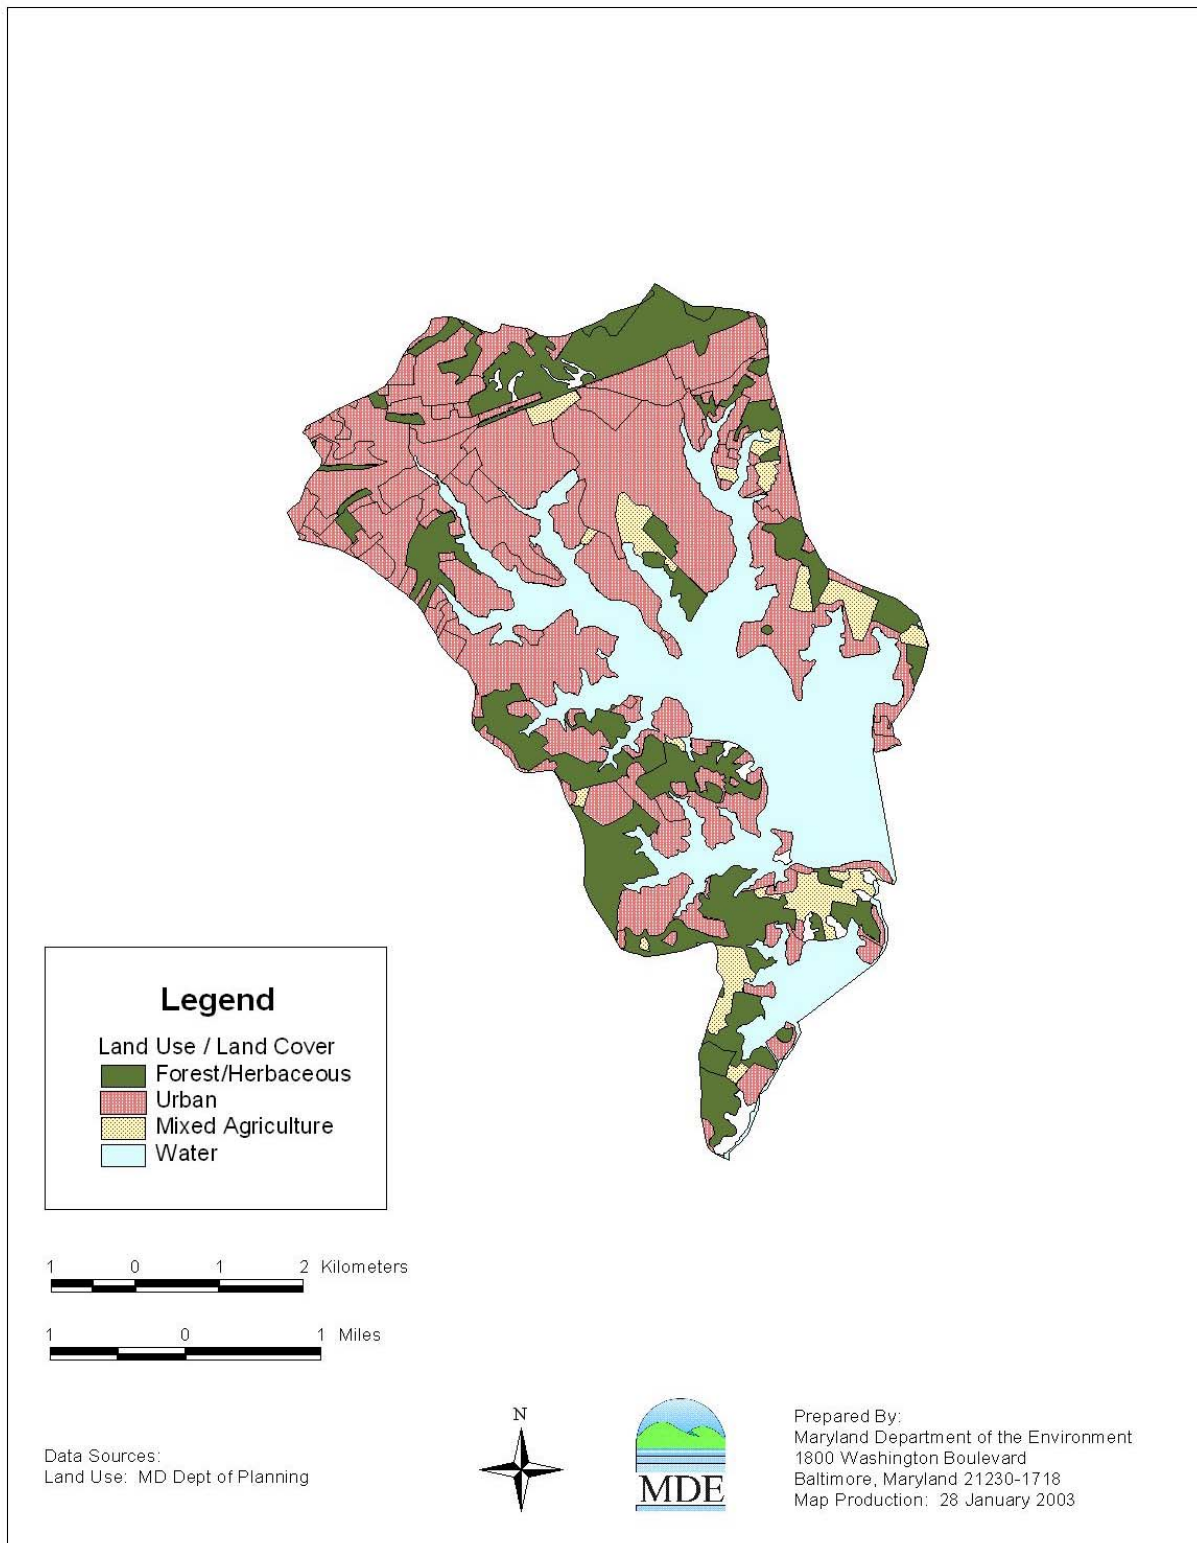 Legend
Land Use / Land Cover
Forest/Herbaceous
Urban
Mixed Agriculture
Water
1 0 1 2 Kilometers
1 0 1 Miles
Data Sources:
Land Use: MD Dept of Planning
N
MDE
Prepared By:
Maryland Department of the Environment
1800 Washington Boulevard
Baltimore, Maryland 21230-1718
Map Production: 28 January 2003